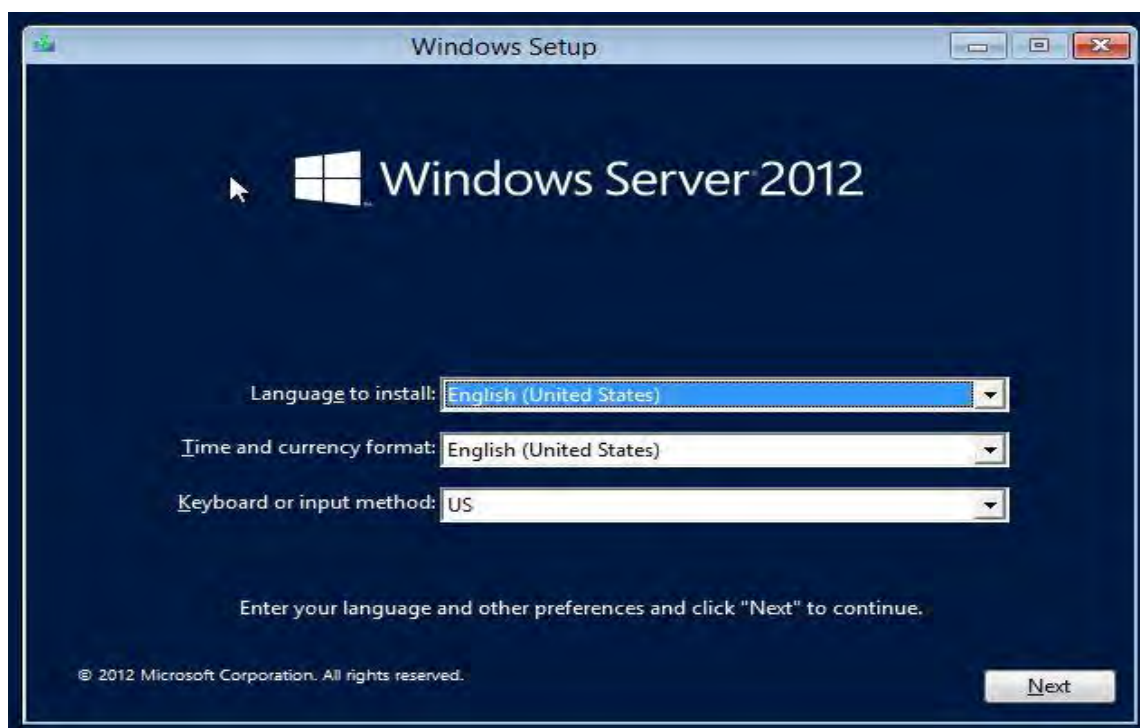 Windows Setup
Windows Server 2012
Language to install: English (United States)
Time and currency format: English (United States)
Keyboard or input method: US
Enter your language and other preferences and click "Next" to continue.
© 2012 Microsoft Corporation. All rights reserved.
Next